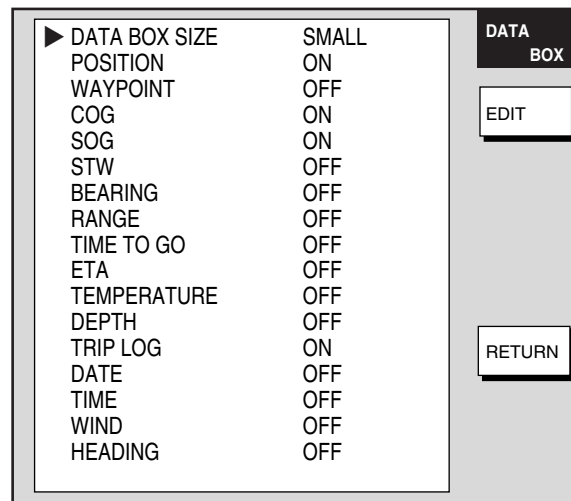 DATA BOX SIZE SMALL
POSITION ON
WAYPOINT OFF
COG ON
SOG ON
STW OFF
BEARING OFF
RANGE OFF
TIME TO GO OFF
ETA OFF
TEMPERATURE OFF
DEPTH OFF
TRIP LOG ON
DATE OFF
TIME OFF
WIND OFF
HEADING OFF
DATA
BOX
EDIT
RETURN